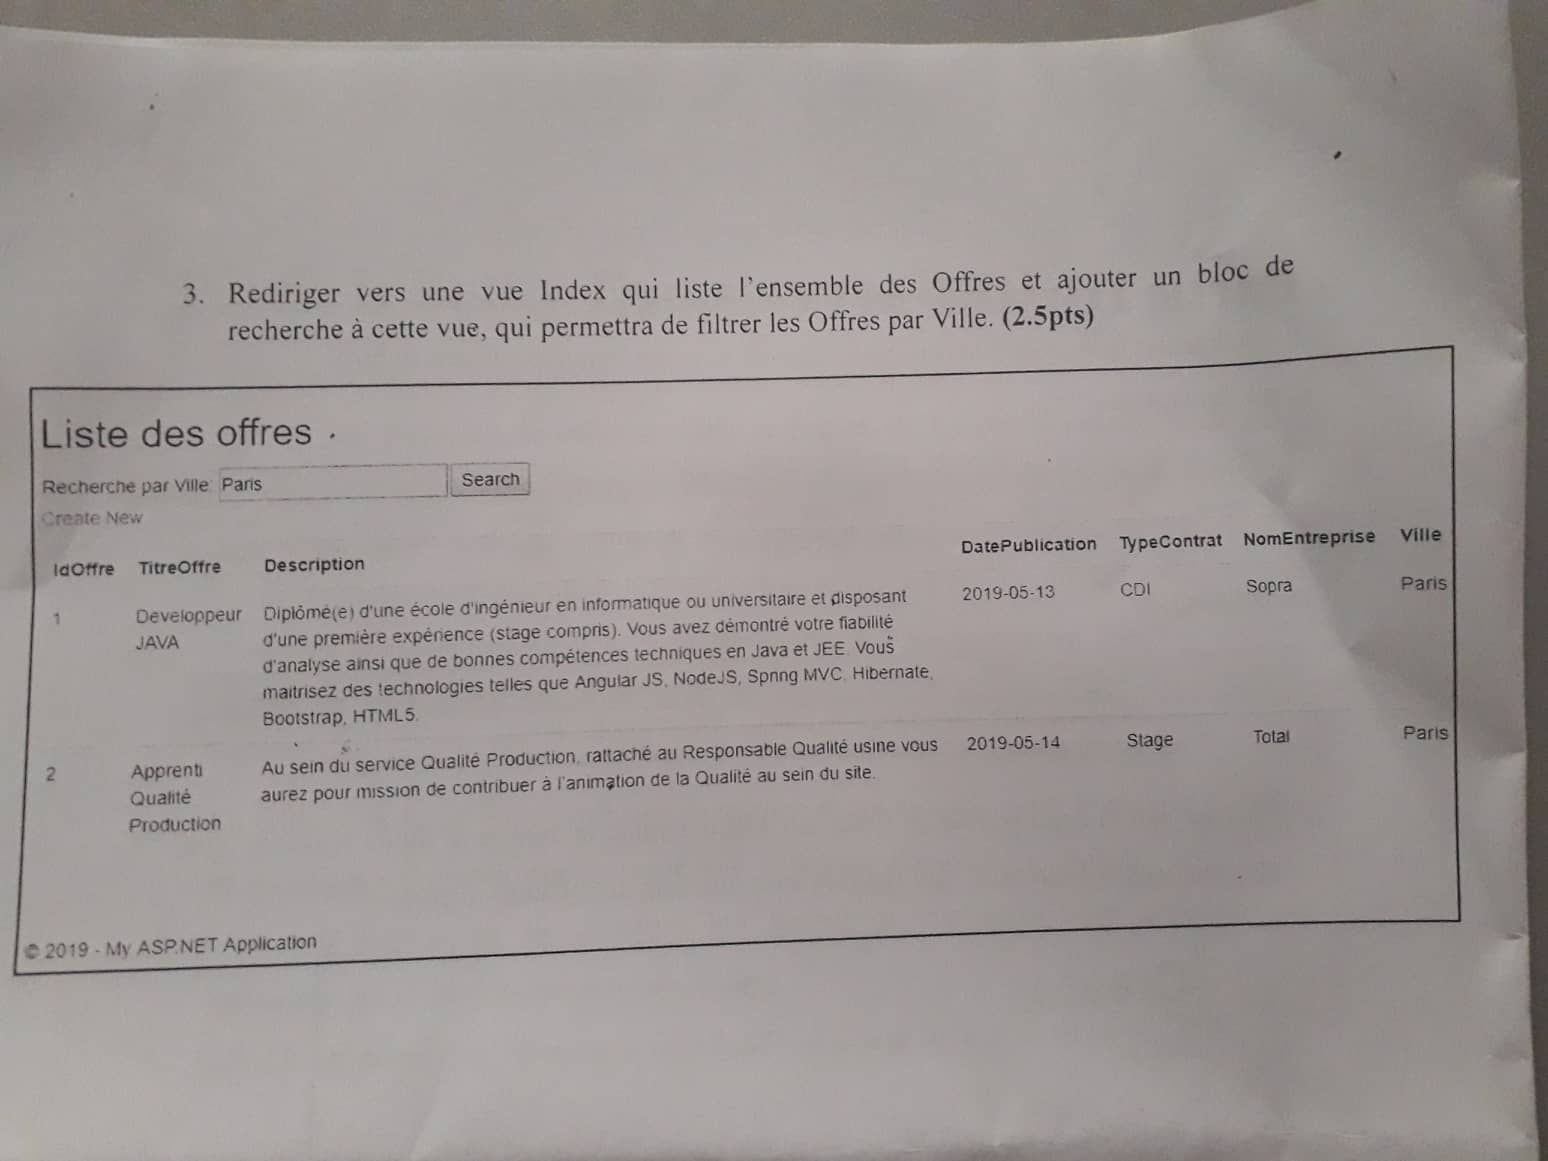 3. Rediriger vers une vue Index qui liste l'ensemble des Offres et ajouter un bloc de
recherche à cette vue, qui permettra de filtrer les Offres par Ville. (2.5pts)
Liste des offres
Recherche par Ville: Paris Search
Create New
IdOffre TitreOffre Description DatePublication TypeContrat NomEntreprise Ville
1 Developpeur Diplômé(e) d'une école d'ingénieur en informatique ou universitaire et disposant 2019-05-13 CDI Sopra Paris
JAVA d'une première expérience (stage compris). Vous avez démontré votre fiabilité
d'analyse ainsi que de bonnes compétences techniques en Java et JEE. Vous
maitrisez des technologies telles que Angular JS, NodeJS, Spring MVC, Hibernate,
Bootstrap, HTML5.
2 Apprenti Au sein du service Qualité Production, rattaché au Responsable Qualité usine vous 2019-05-14 Stage Total Paris
Qualité aurez pour mission de contribuer à l'animation de la Qualité au sein du site.
Production
© 2019 - My ASP.NET Application